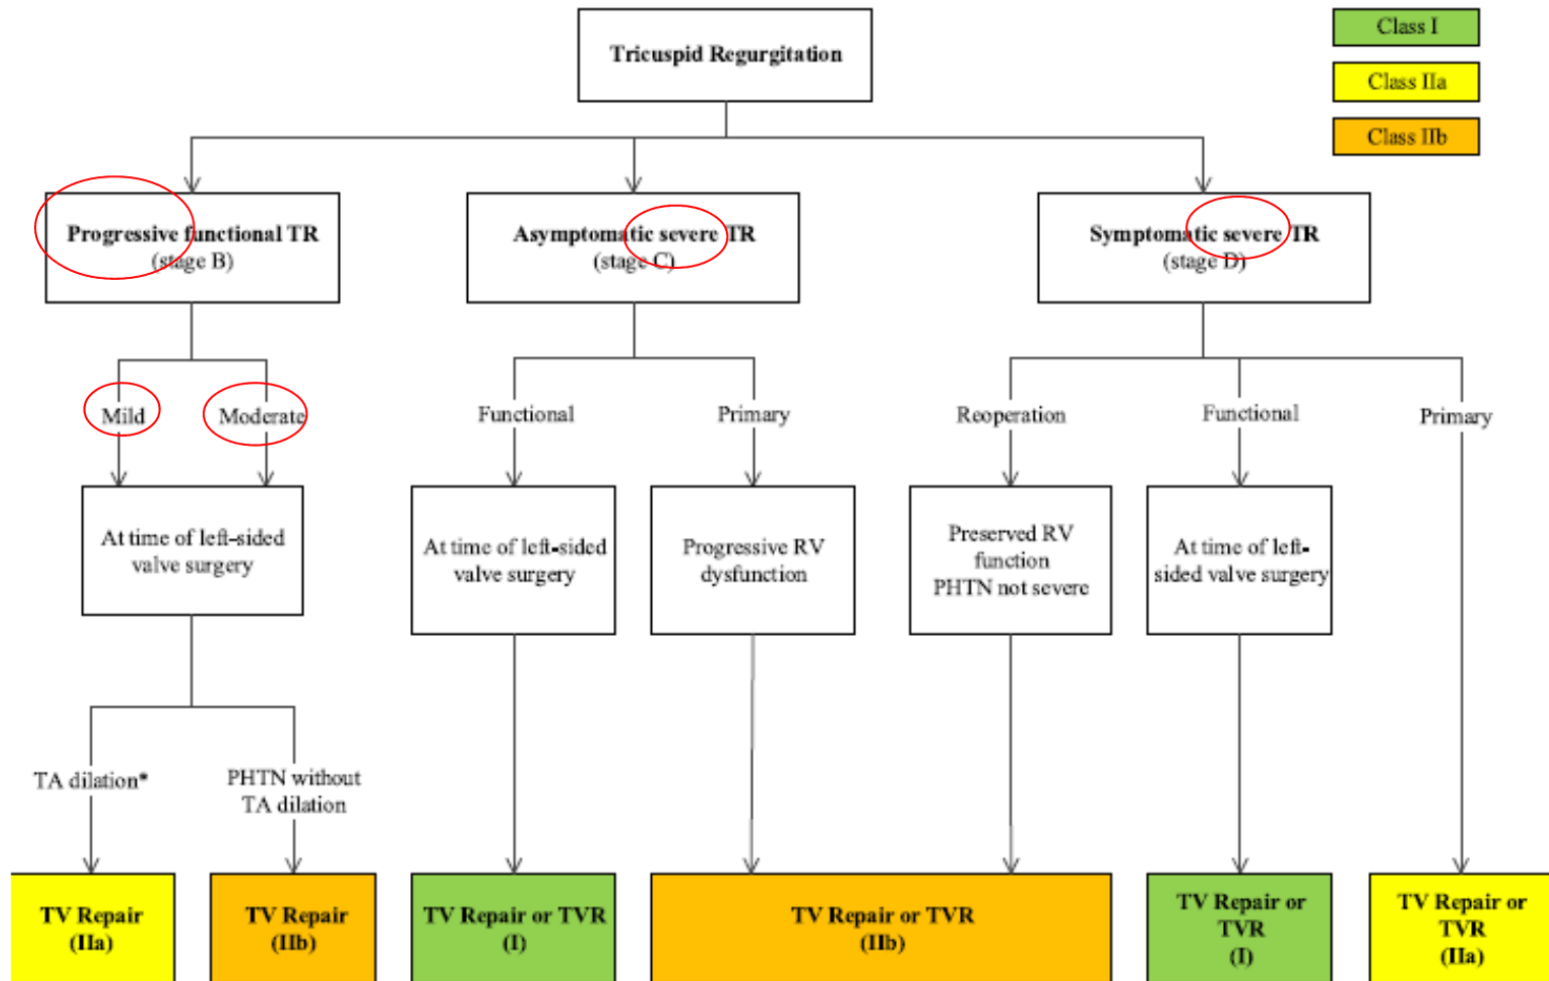 Tricuspid Regurgitation
Class I
Class IIa
Class IIb
Progressive functional TR
(stage B)
Asymptomatic severe TR
(stage C)
Symptomatic severe TR
(stage D)
Mild
Moderate
Functional
Primary
Reoperation
Functional
Primary
At time of left-sided
valve surgery
At time of left-sided
valve surgery
Progressive RV
dysfunction
Preserved RV
function
PHTN not severe
At time of left-
sided valve surgery
TA dilation*
PHTN without
TA dilation
TV Repair
(IIa)
TV Repair
(IIb)
TV Repair or TVR
(I)
TV Repair or TVR
(IIb)
TV Repair or
TVR
(I)
TV Repair or
TVR
(IIa)